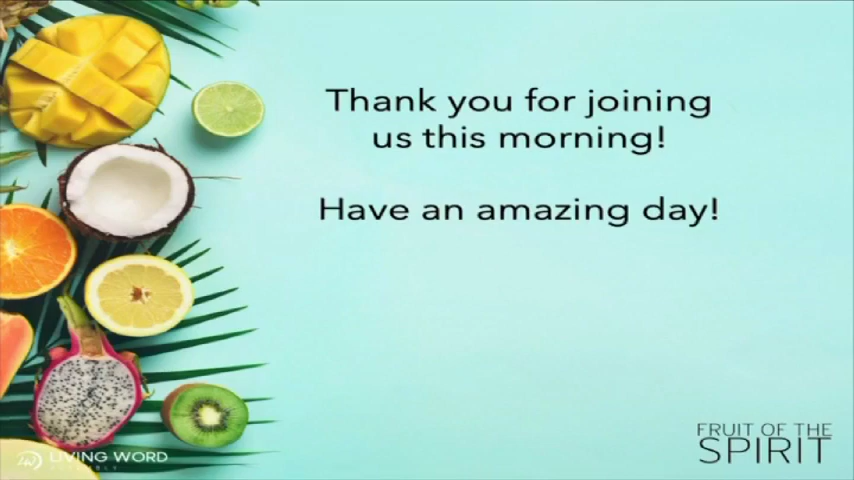 Thank you for joining
us this morning!
Have an amazing day!
FRUIT OF THE
SPIRIT
LIVING WORD